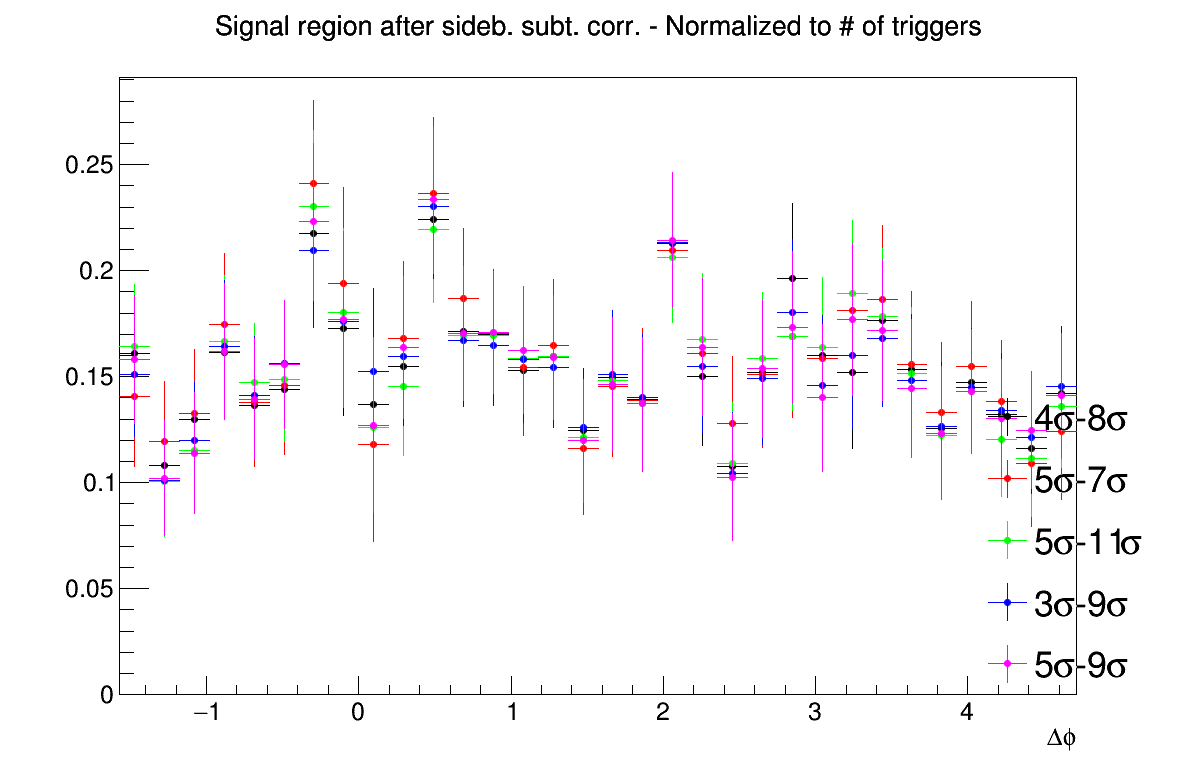 Signal region after sideb. subt. corr. - Normalized to # of triggers
0.25
0.2
0.15
0.1
0.05
0
4σ-8σ
5σ-7σ
5σ-11σ
3σ-9σ
5σ-9σ
−1 0 1 2 3 4
Δϕ